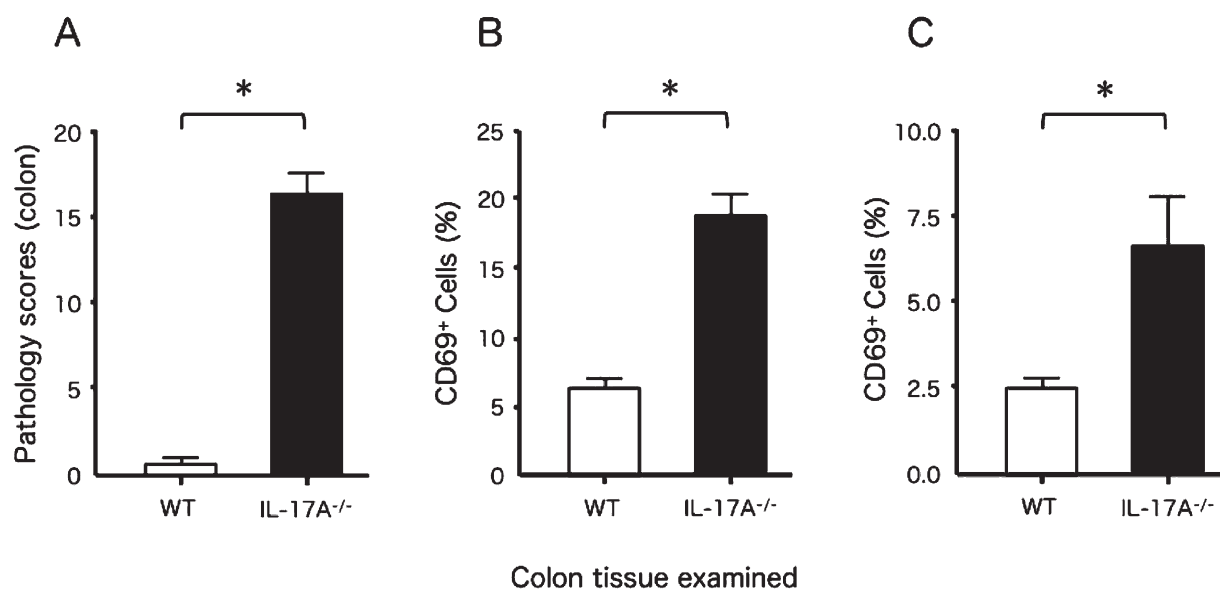 A
B
C
*
*
*
Pathology scores (colon)
20
15
10
5
0
WT
IL-17A-/-
CD69+ Cells (%)
25
20
15
10
5
0
WT
IL-17A-/-
CD69+ Cells (%)
10.0
7.5
5.0
2.5
0.0
WT
IL-17A-/-
Colon tissue examined